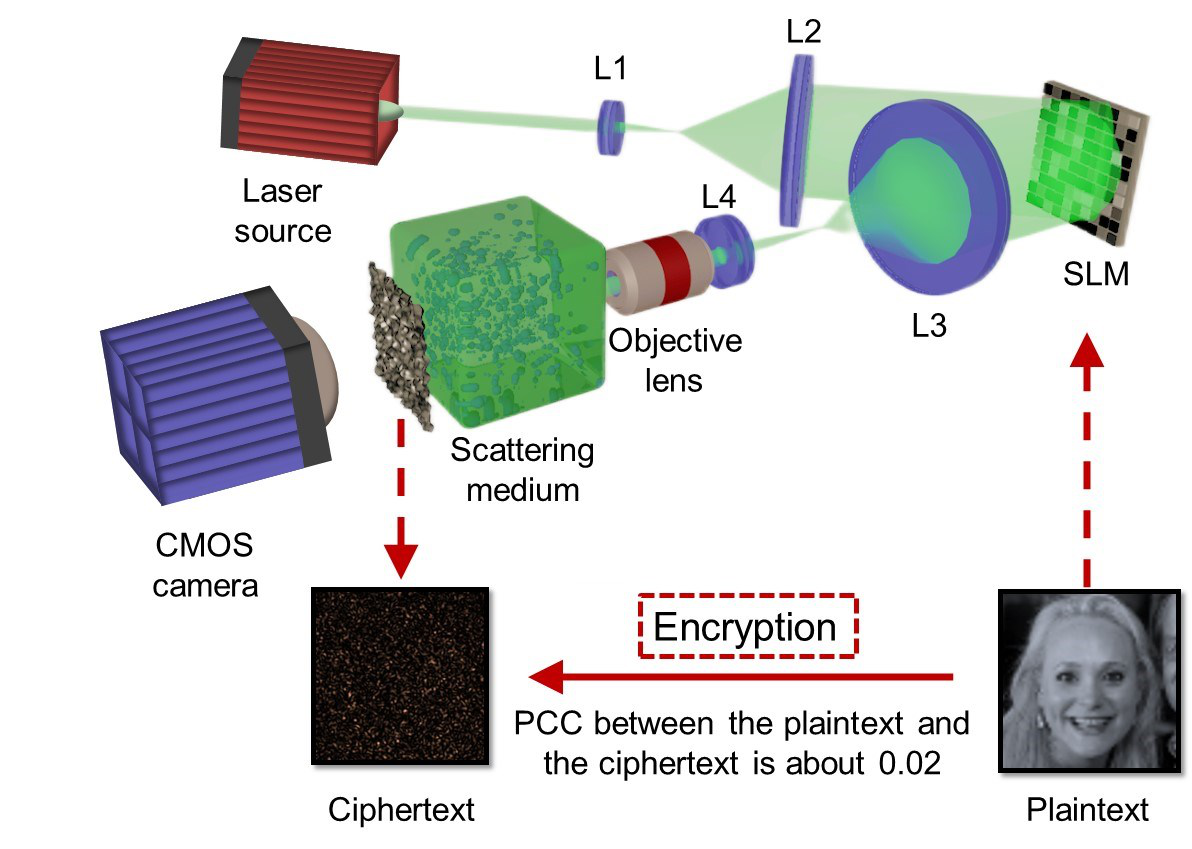 L2
L1
Laser
source
L4
SLM
L3
Objective
lens
Scattering
medium
CMOS
camera
Encryption
PCC between the plaintext and
the ciphertext is about 0.02
Ciphertext
Plaintext